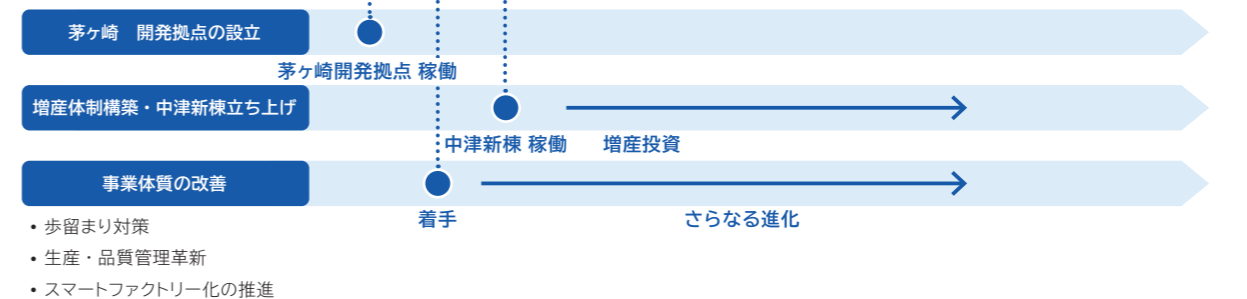 茅ヶ崎　開発拠点の設立
茅ヶ崎開発拠点 稼働
増産体制構築・中津新棟立ち上げ
中津新棟 稼働
増産投資
事業体質の改善
着手
さらなる進化
• 歩留まり対策
• 生産・品質管理革新
• スマートファクトリー化の推進